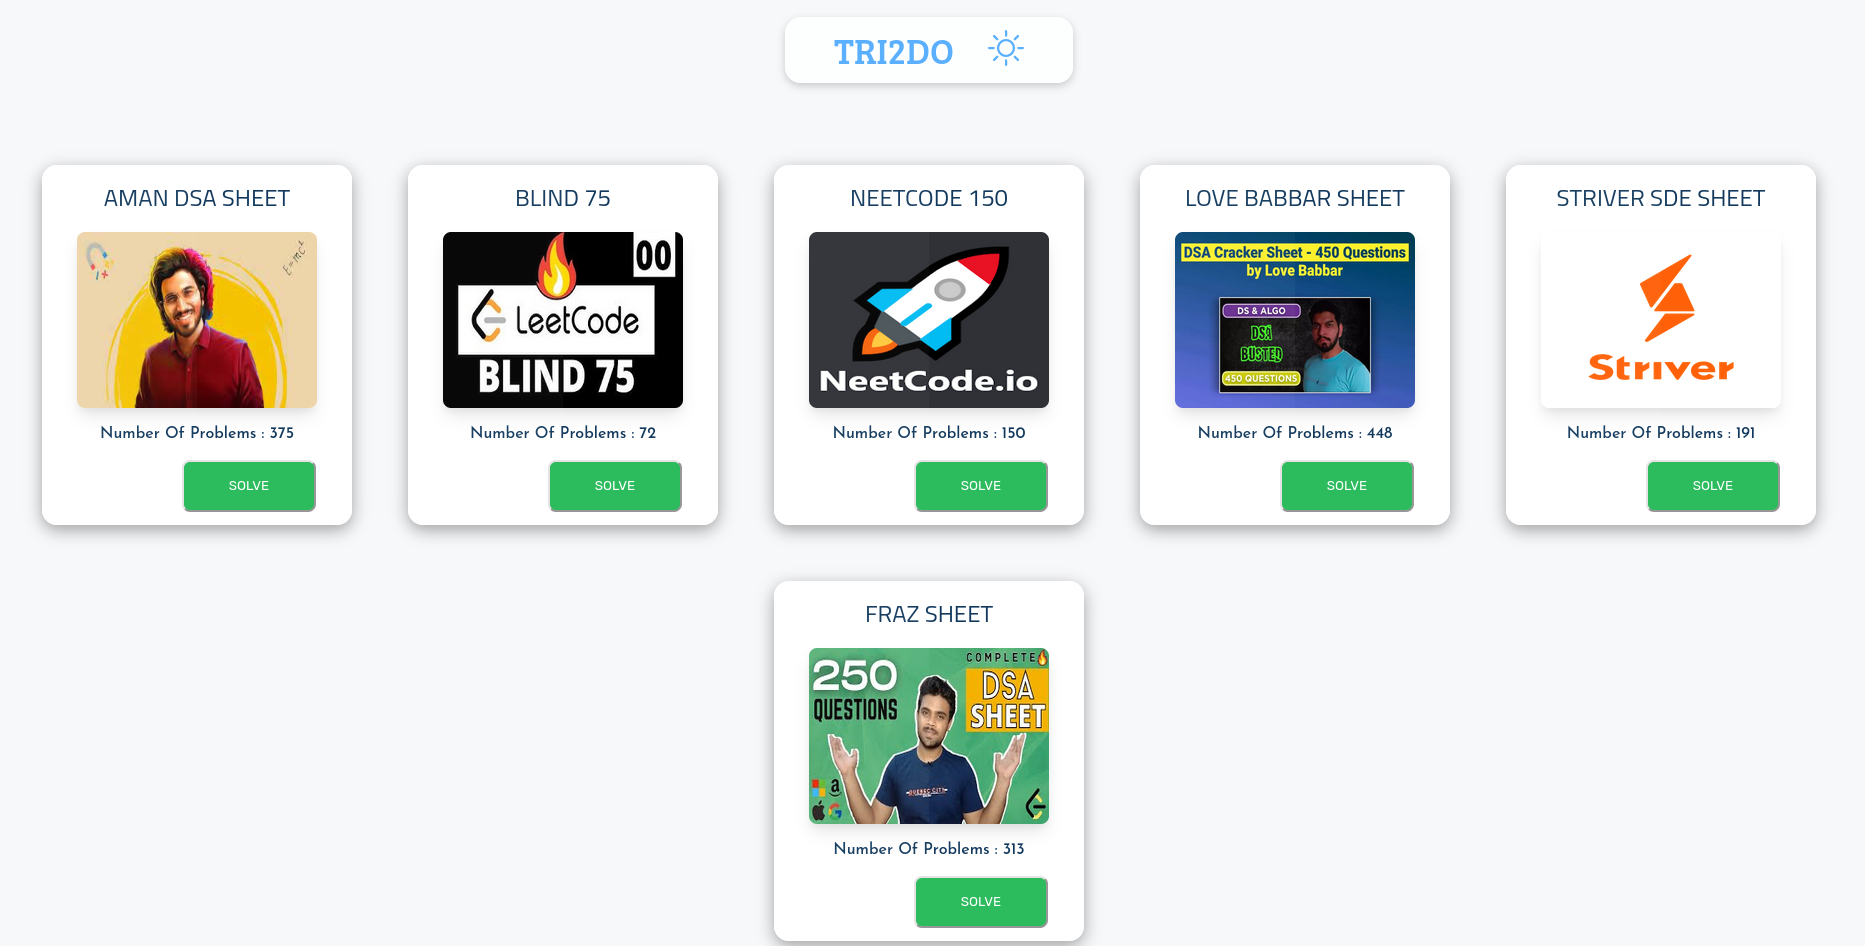 TRI2DO
AMAN DSA SHEET
E=mc²
Number Of Problems : 375
SOLVE
BLIND 75
00
LeetCode
BLIND 75
Number Of Problems : 72
SOLVE
NEETCODE 150
NeetCode.io
Number Of Problems : 150
SOLVE
LOVE BABBAR SHEET
DSA Cracker Sheet - 450 Questions
by Love Babbar
DS & ALGO
DSA
BUSTED
450 QUESTIONS
Number Of Problems : 448
SOLVE
STRIVER SDE SHEET
Striver
Number Of Problems : 191
SOLVE
FRAZ SHEET
250
QUESTIONS
COMPLETE
DSA
SHEET
QUEBEC CITY
a
Number Of Problems : 313
SOLVE